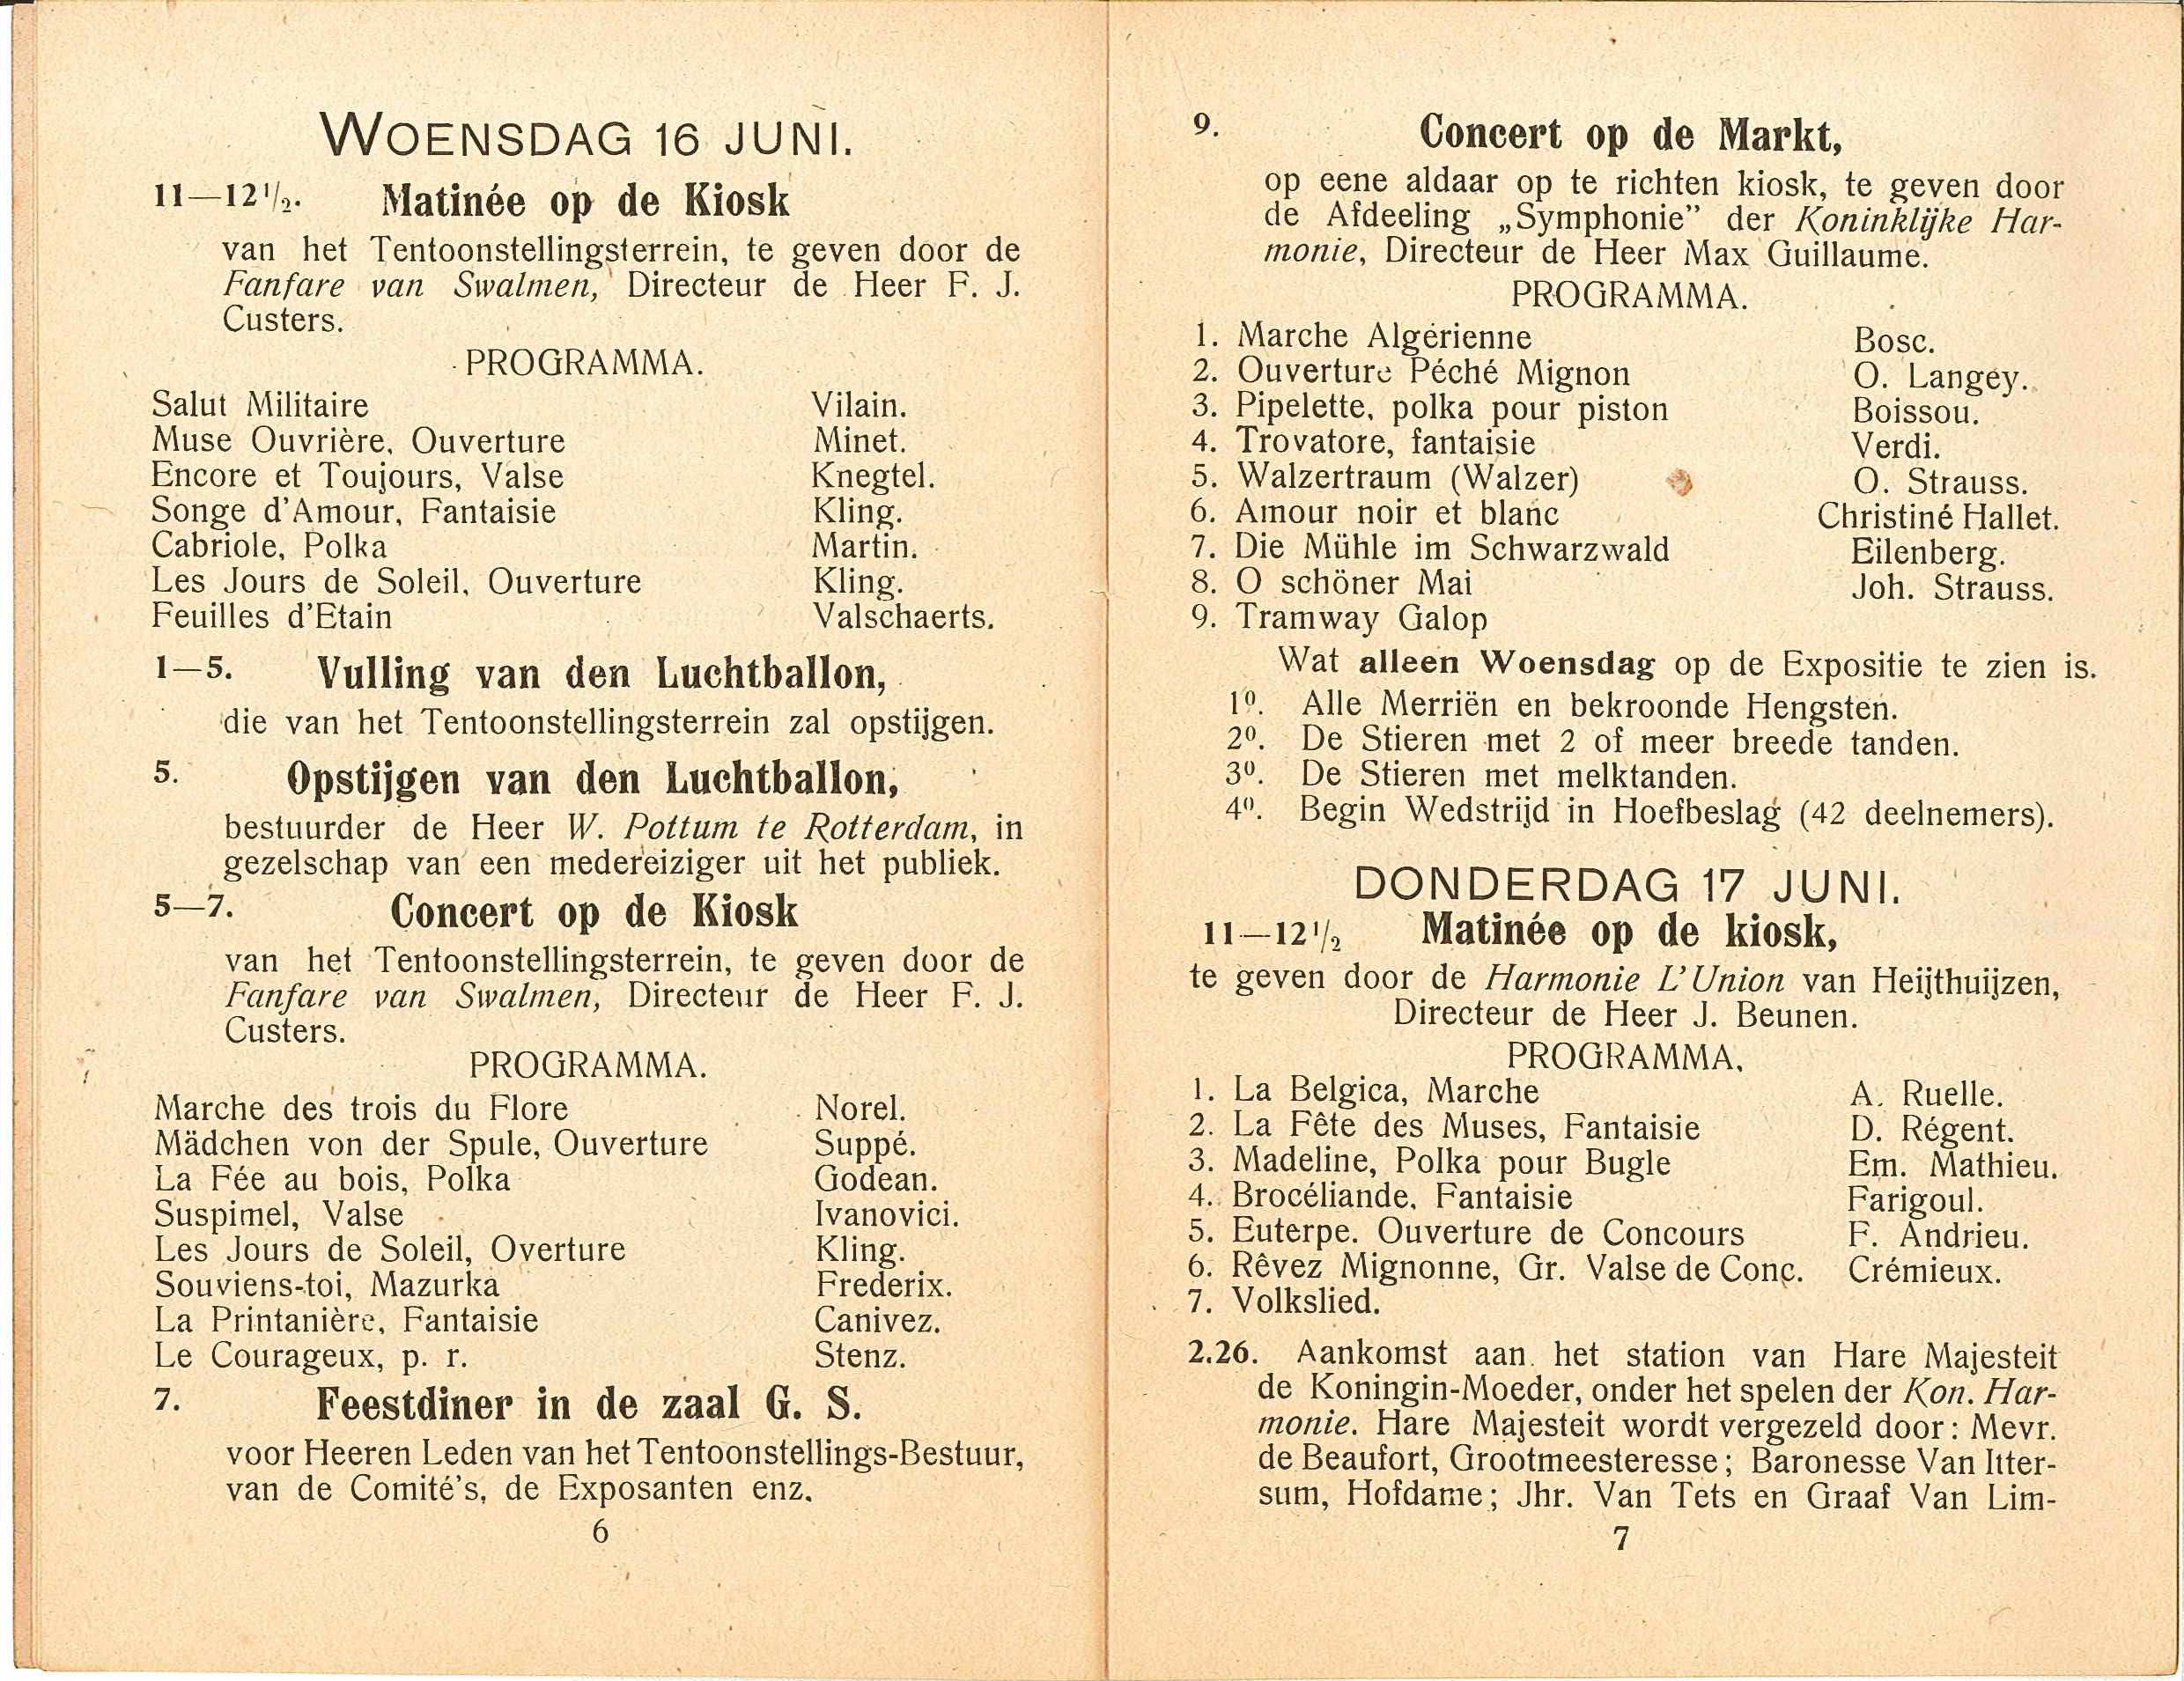 WOENSDAG 16 JUNI.
11—12 1/2. Matinée op de Kiosk
van het Tentoonstellingsterrein, te geven door de
Fanfare van Swalmen, Directeur de Heer F. J.
Custers.
PROGRAMMA.
Salut Militaire Vilain.
Muse Ouvrière, Ouverture Minet.
Encore et Toujours, Valse Knegtel.
Songe d'Amour, Fantaisie Kling.
Cabriole, Polka Martin.
Les Jours de Soleil, Ouverture Kling.
Feuilles d'Etain Valschaerts.
1—5. Vulling van den Luchtballon,
die van het Tentoonstellingsterrein zal opstijgen.
5. Opstijgen van den Luchtballon,
bestuurder de Heer W. Pottum te Rotterdam, in
gezelschap van een medereiziger uit het publiek.
5—7. Concert op de Kiosk
van het Tentoonstellingsterrein, te geven door de
Fanfare van Swalmen, Directeur de Heer F. J.
Custers.
PROGRAMMA.
Marche des trois du Flore Norel.
Mädchen von der Spule, Ouverture Suppé.
La Fée au bois, Polka Godean.
Suspimel, Valse Ivanovici.
Les Jours de Soleil, Overture Kling.
Souviens-toi, Mazurka Frederix.
La Printanière, Fantaisie Canivez.
Le Courageux, p. r. Stenz.
7. Feestdiner in de zaal G. S.
voor Heeren Leden van het Tentoonstellings-Bestuur,
van de Comité's, de Exposanten enz.
6
9. Concert op de Markt,
op eene aldaar op te richten kiosk, te geven door
de Afdeeling „Symphonie" der Koninklijke Har-
monie, Directeur de Heer Max Guillaume.
PROGRAMMA.
1. Marche Algérienne Bosc.
2. Ouverture Péché Mignon O. Langey.
3. Pipelette, polka pour piston Boissou.
4. Trovatore, fantaisie Verdi.
5. Walzertraum (Walzer) O. Strauss.
6. Amour noir et blanc Christiné Hallet.
7. Die Mühle im Schwarzwald Eilenberg.
8. O schöner Mai Joh. Strauss.
9. Tramway Galop
Wat alleen Woensdag op de Expositie te zien is.
1º. Alle Merriën en bekroonde Hengsten.
2º. De Stieren met 2 of meer breede tanden.
3º. De Stieren met melktanden.
4º. Begin Wedstrijd in Hoefbeslag (42 deelnemers).
DONDERDAG 17 JUNI.
11—12 1/2 Matinée op de kiosk,
te geven door de Harmonie L'Union van Heijthuijzen,
Directeur de Heer J. Beunen.
PROGRAMMA.
1. La Belgica, Marche A. Ruelle.
2. La Fête des Muses, Fantaisie D. Régent.
3. Madeline, Polka pour Bugle Em. Mathieu.
4. Brocéliande, Fantaisie Farigoul.
5. Euterpe. Ouverture de Concours F. Andrieu.
6. Rêvez Mignonne, Gr. Valse de Conc. Crémieux.
7. Volkslied.
2.26. Aankomst aan het station van Hare Majesteit
de Koningin-Moeder, onder het spelen der Kon. Har-
monie. Hare Majesteit wordt vergezeld door: Mevr.
de Beaufort, Grootmeesteresse; Baronesse Van Itter-
sum, Hofdame; Jhr. Van Tets en Graaf Van Lim-
7